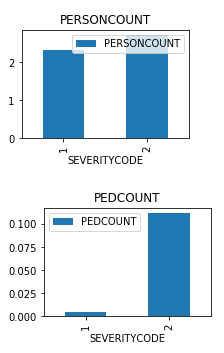 PERSONCOUNT
PERSONCOUNT
2
1
0
1
2
SEVERITYCODE
PEDCOUNT
PEDCOUNT
0.100
0.075
0.050
0.025
0.000
1
2
SEVERITYCODE